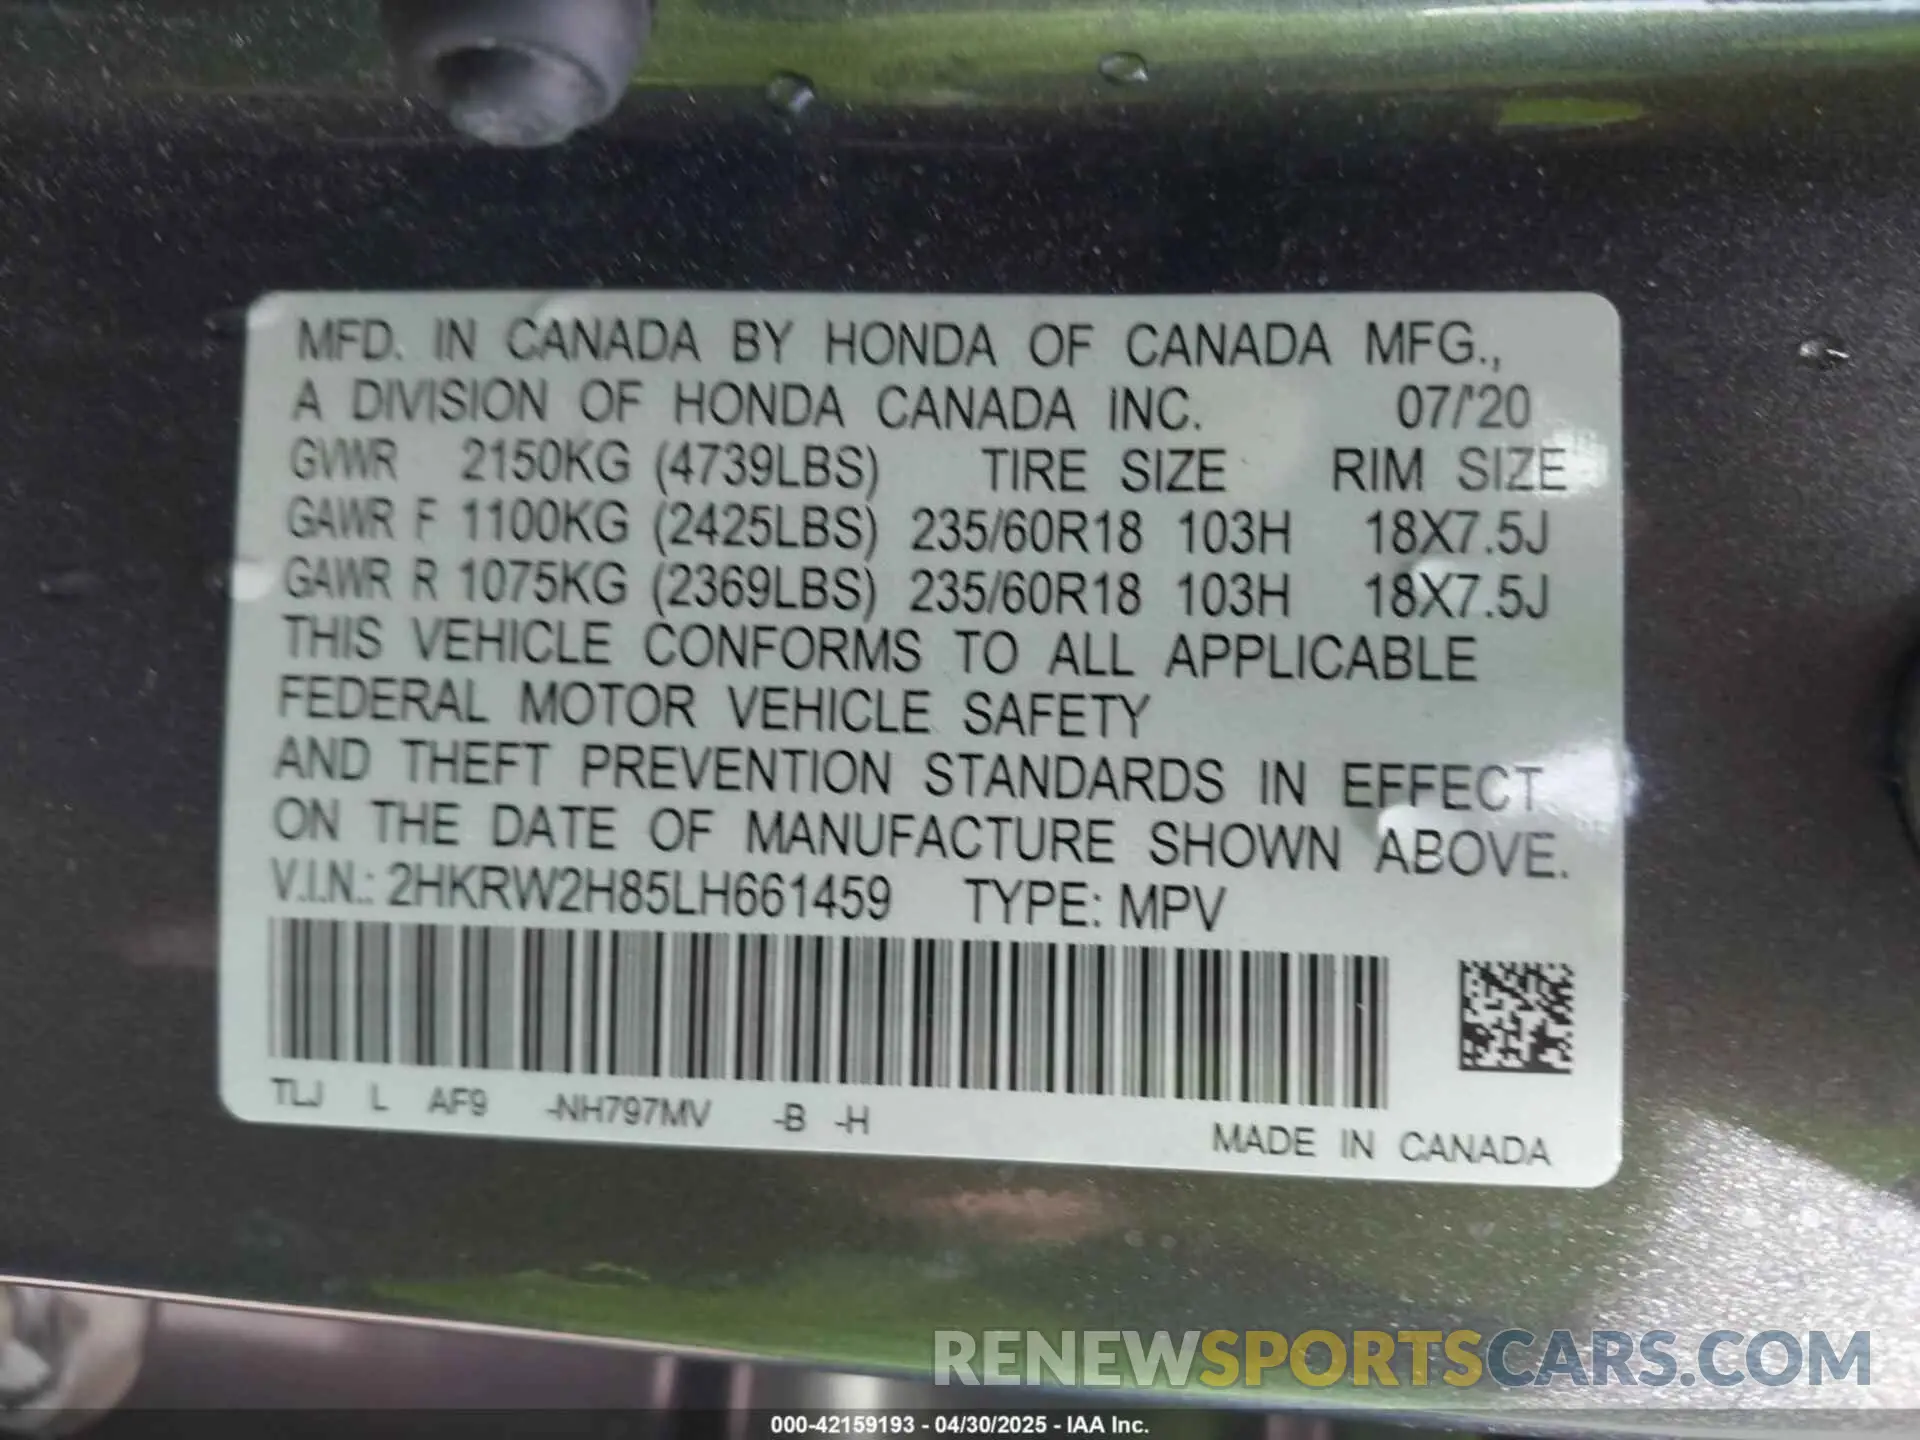 MFD. IN CANADA BY HONDA OF CANADA MFG.,
A DIVISION OF HONDA CANADA INC. 07/'20
GVWR 2150KG (4739LBS) TIRE SIZE RIM SIZE
GAWR F 1100KG (2425LBS) 235/60R18 103H 18X7.5J
GAWR R 1075KG (2369LBS) 235/60R18 103H 18X7.5J
THIS VEHICLE CONFORMS TO ALL APPLICABLE
FEDERAL MOTOR VEHICLE SAFETY
AND THEFT PREVENTION STANDARDS IN EFFECT
ON THE DATE OF MANUFACTURE SHOWN ABOVE.
V.I.N.: 2HKRW2H85LH661459 TYPE: MPV
TLJ L AF9 -NH797MV -B -H
MADE IN CANADA
RENEWSPORTSCARS.COM
000-42159193 - 04/30/2025 - IAA Inc.